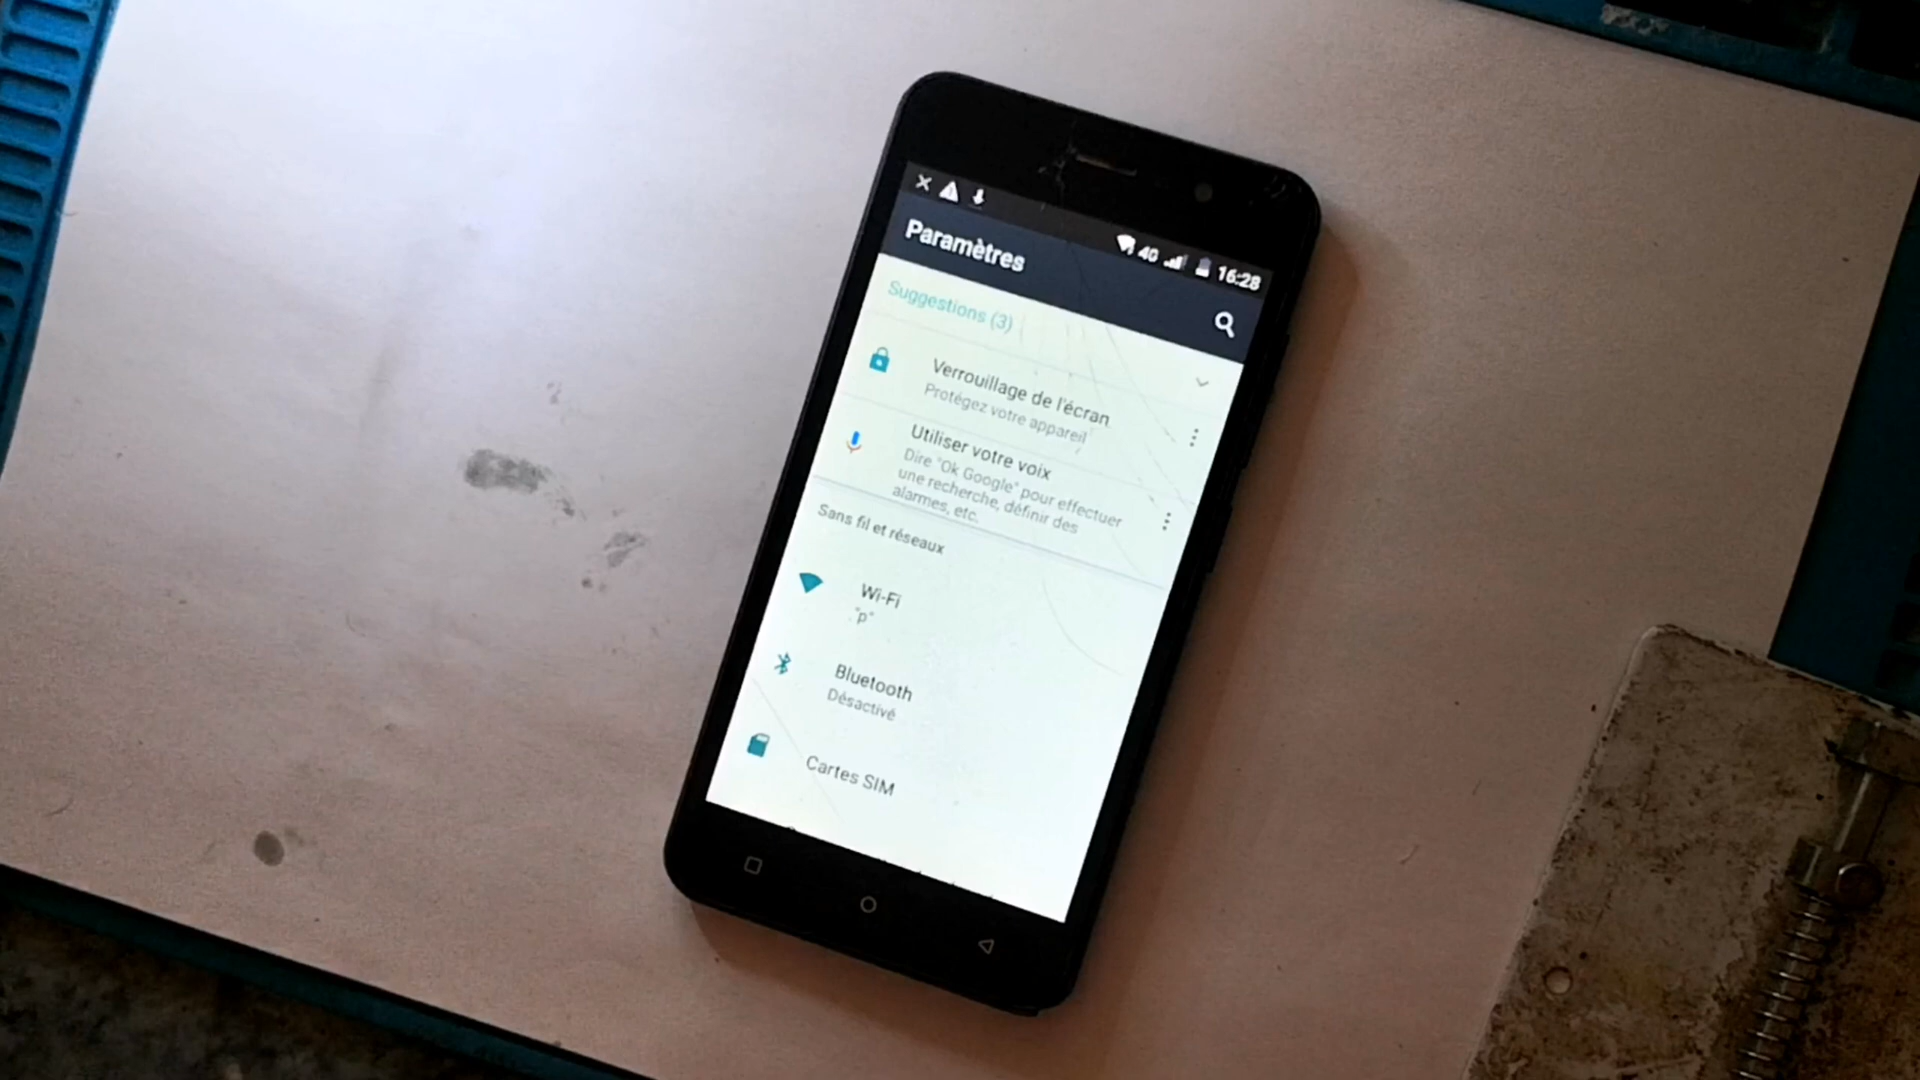 4G 16:28
Paramètres
Suggestions (3)
Verrouillage de l'écran
Protégez votre appareil
Utiliser votre voix
Dire "Ok Google" pour effectuer
une recherche, définir des
alarmes, etc.
Sans fil et réseaux
Wi-Fi
"p"
Bluetooth
Désactivé
Cartes SIM